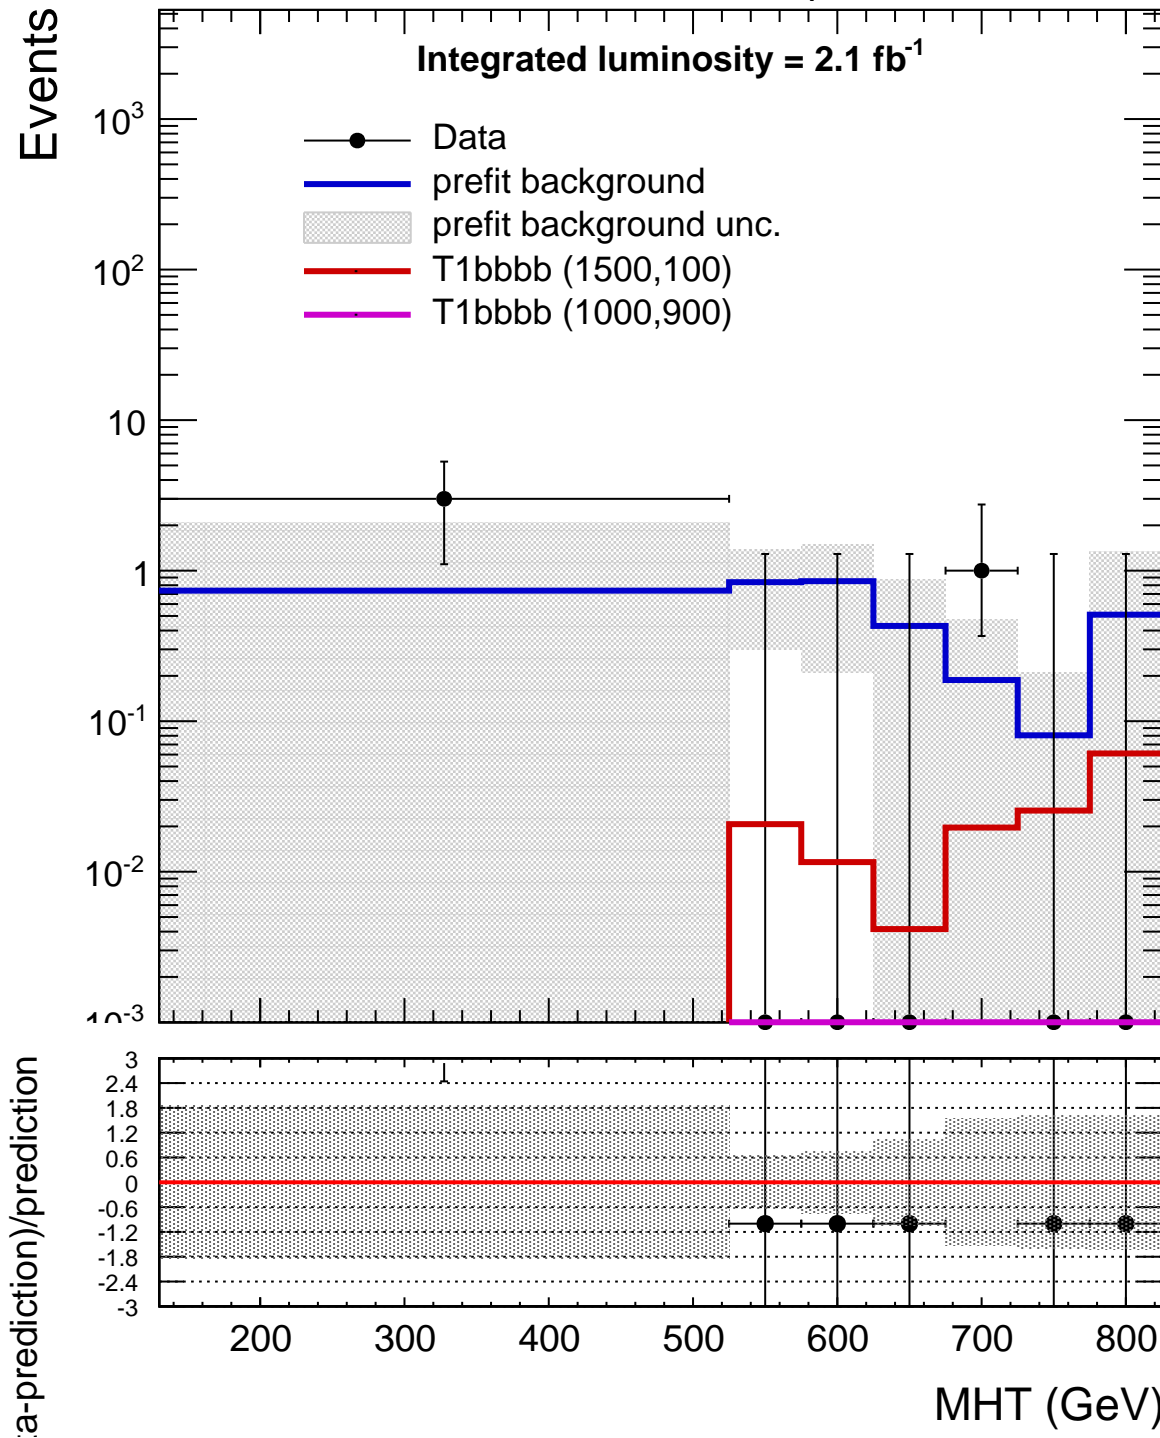 Events
Integrated luminosity = 2.1 fb⁻¹
Data
prefit background
prefit background unc.
T1bbbb (1500,100)
T1bbbb (1000,900)
10³
10²
10
1
10⁻¹
10⁻²
10⁻³
3
2.4
1.8
1.2
0.6
0
-0.6
-1.2
-1.8
-2.4
-3
ta-prediction)/prediction
200 300 400 500 600 700 800
MHT (GeV)